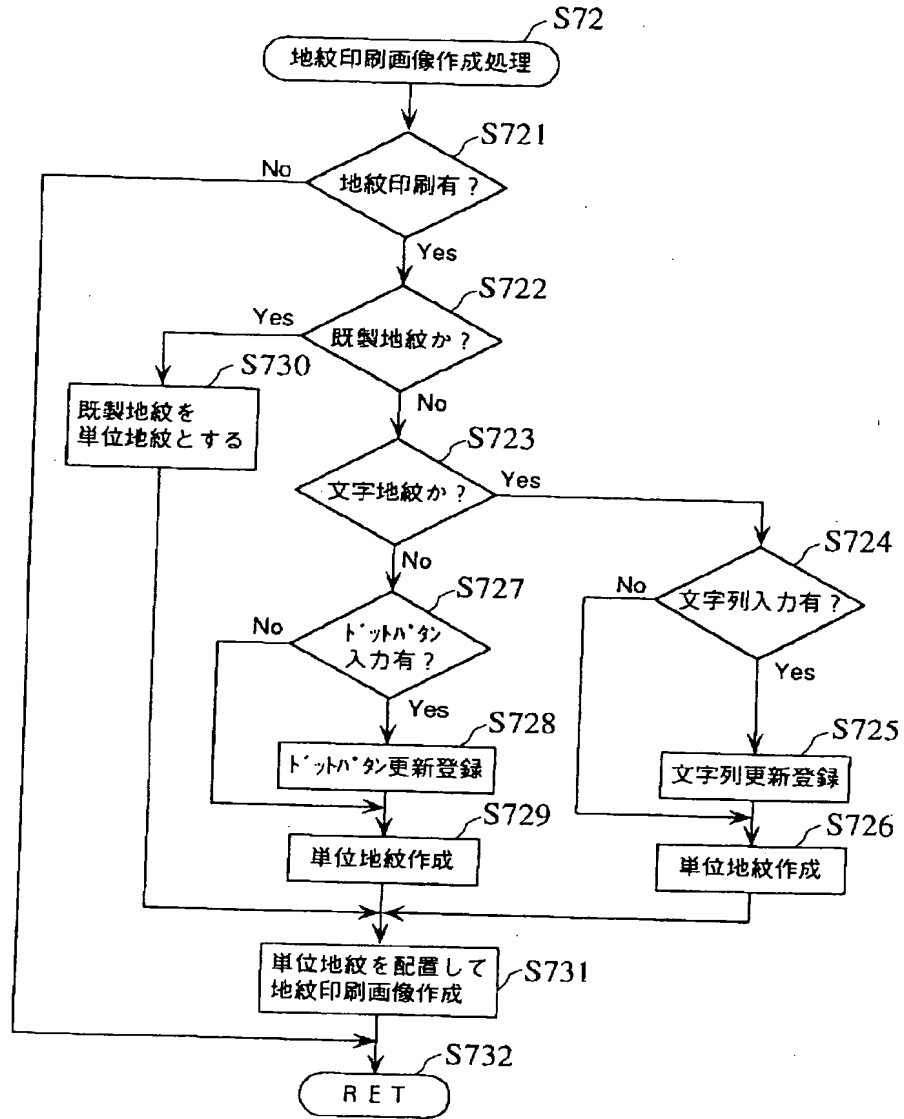 S72
地紋印刷画像作成処理
S721
No
地紋印刷有？
Yes
S722
Yes
既製地紋か？
S730
No
既製地紋を
単位地紋とする
S723
Yes
文字地紋か？
S724
No
S727
No
文字列入力有？
No
ﾄﾞｯﾄﾊﾟﾀﾝ
入力有？
Yes
Yes
S728
S725
ﾄﾞｯﾄﾊﾟﾀﾝ更新登録
文字列更新登録
S729
S726
単位地紋作成
単位地紋作成
単位地紋を配置して
地紋印刷画像作成
S731
S732
ＲＥＴ